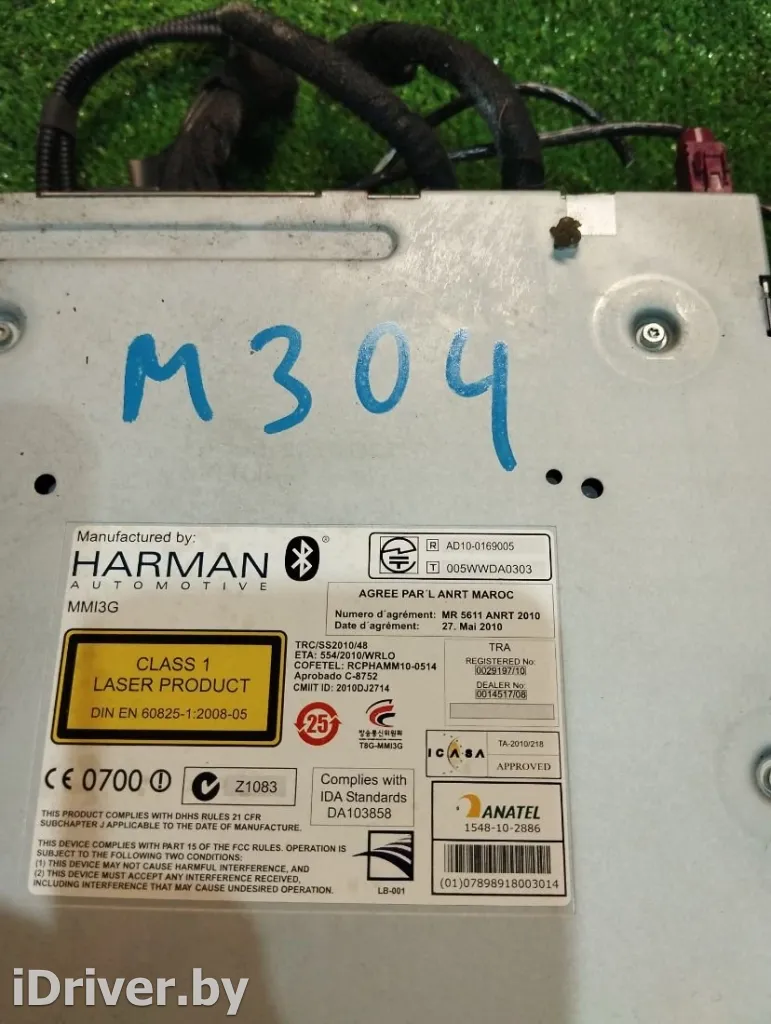 M304
Manufactured by:
HARMAN
AUTOMOTIVE
MMI3G
®
R AD10-0169005
T 005WWDA0303
AGREE PAR´L ANRT MAROC
Numero d´agrément: MR 5611 ANRT 2010
Date d´agrément: 27. Mai 2010
CLASS 1
LASER PRODUCT
DIN EN 60825-1:2008-05
TRC/SS2010/48
ETA: 554/2010/WRLO
COFETEL: RCPHAMM10-0514
Aprobado C-8752
CMIIT ID: 2010DJ2714
TRA
REGISTERED No:
0029197/10
DEALER No:
0014517/08
25
방송통신위원회
T8G-MMI3G
ICASA
TA-2010/218
APPROVED
CE 0700
Z1083
Complies with
IDA Standards
DA103858
ANATEL
1548-10-2886
(01)07898918003014
THIS PRODUCT COMPLIES WITH DHHS RULES 21 CFR
SUBCHAPTER J APPLICABLE TO THE DATE OF MANUFACTURE.
THIS DEVICE COMPLIES WITH PART 15 OF THE FCC RULES. OPERATION IS
SUBJECT TO THE FOLLOWING TWO CONDITIONS:
(1) THIS DEVICE MAY NOT CAUSE HARMFUL INTERFERENCE, AND
(2) THIS DEVICE MUST ACCEPT ANY INTERFERENCE RECEIVED,
INCLUDING INTERFERENCE THAT MAY CAUSE UNDESIRED OPERATION.
LB-001
iDriver.by